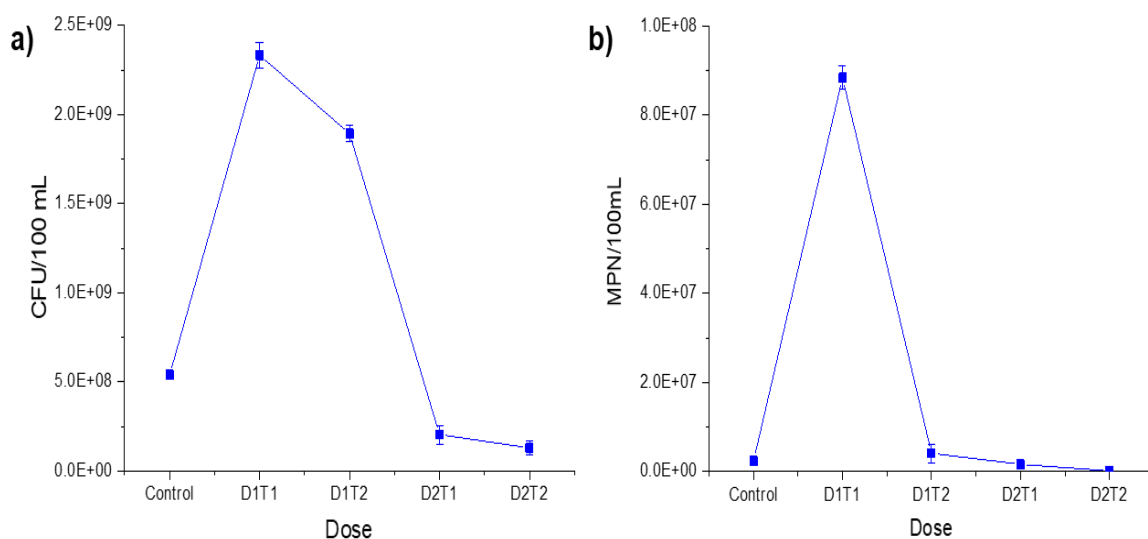 a)
CFU/100 mL
2.5E+09
2.0E+09
1.5E+09
1.0E+09
5.0E+08
0.0E+00
Control D1T1 D1T2 D2T1 D2T2
Dose
b)
MPN/100mL
1.0E+08
8.0E+07
6.0E+07
4.0E+07
2.0E+07
0.0E+00
Control D1T1 D1T2 D2T1 D2T2
Dose